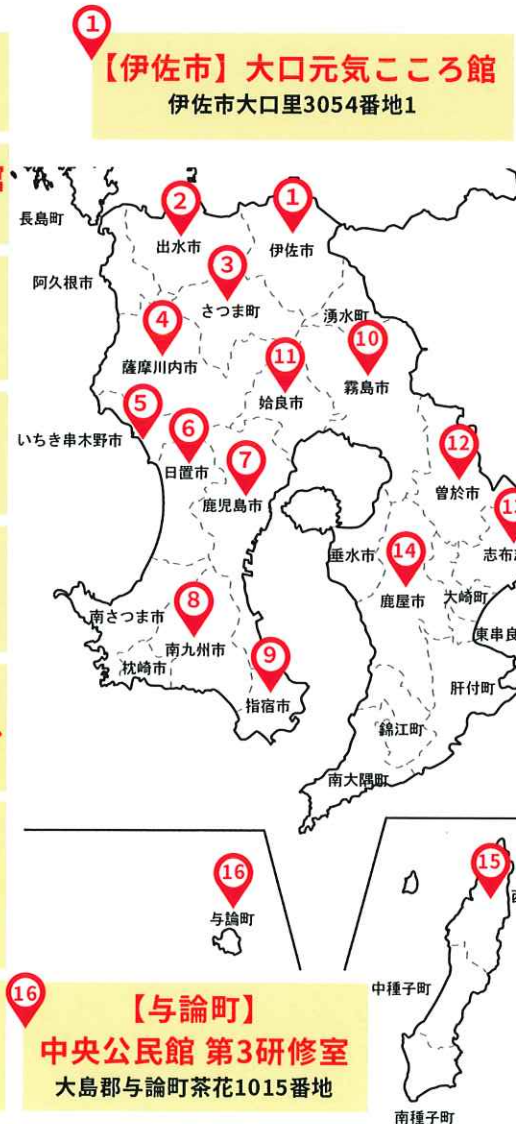 1
【伊佐市】大口元気こころ館
伊佐市大口里3054番地1
館
長島町
2
出水市
1
伊佐市
阿久根市
3
さつま町
湧水町
4
薩摩川内市
11
姶良市
10
霧島市
5
いちき串木野市
6
日置市
7
鹿児島市
12
曽於市
13
志布志
垂水市
14
鹿屋市
大崎町
東串良
南さつま市
8
南九州市
枕崎市
9
指宿市
肝付町
錦江町
南大隅町
16
与論町
15
中種子町
南種子町
16
【与論町】
中央公民館 第3研修室
大島郡与論町茶花1015番地